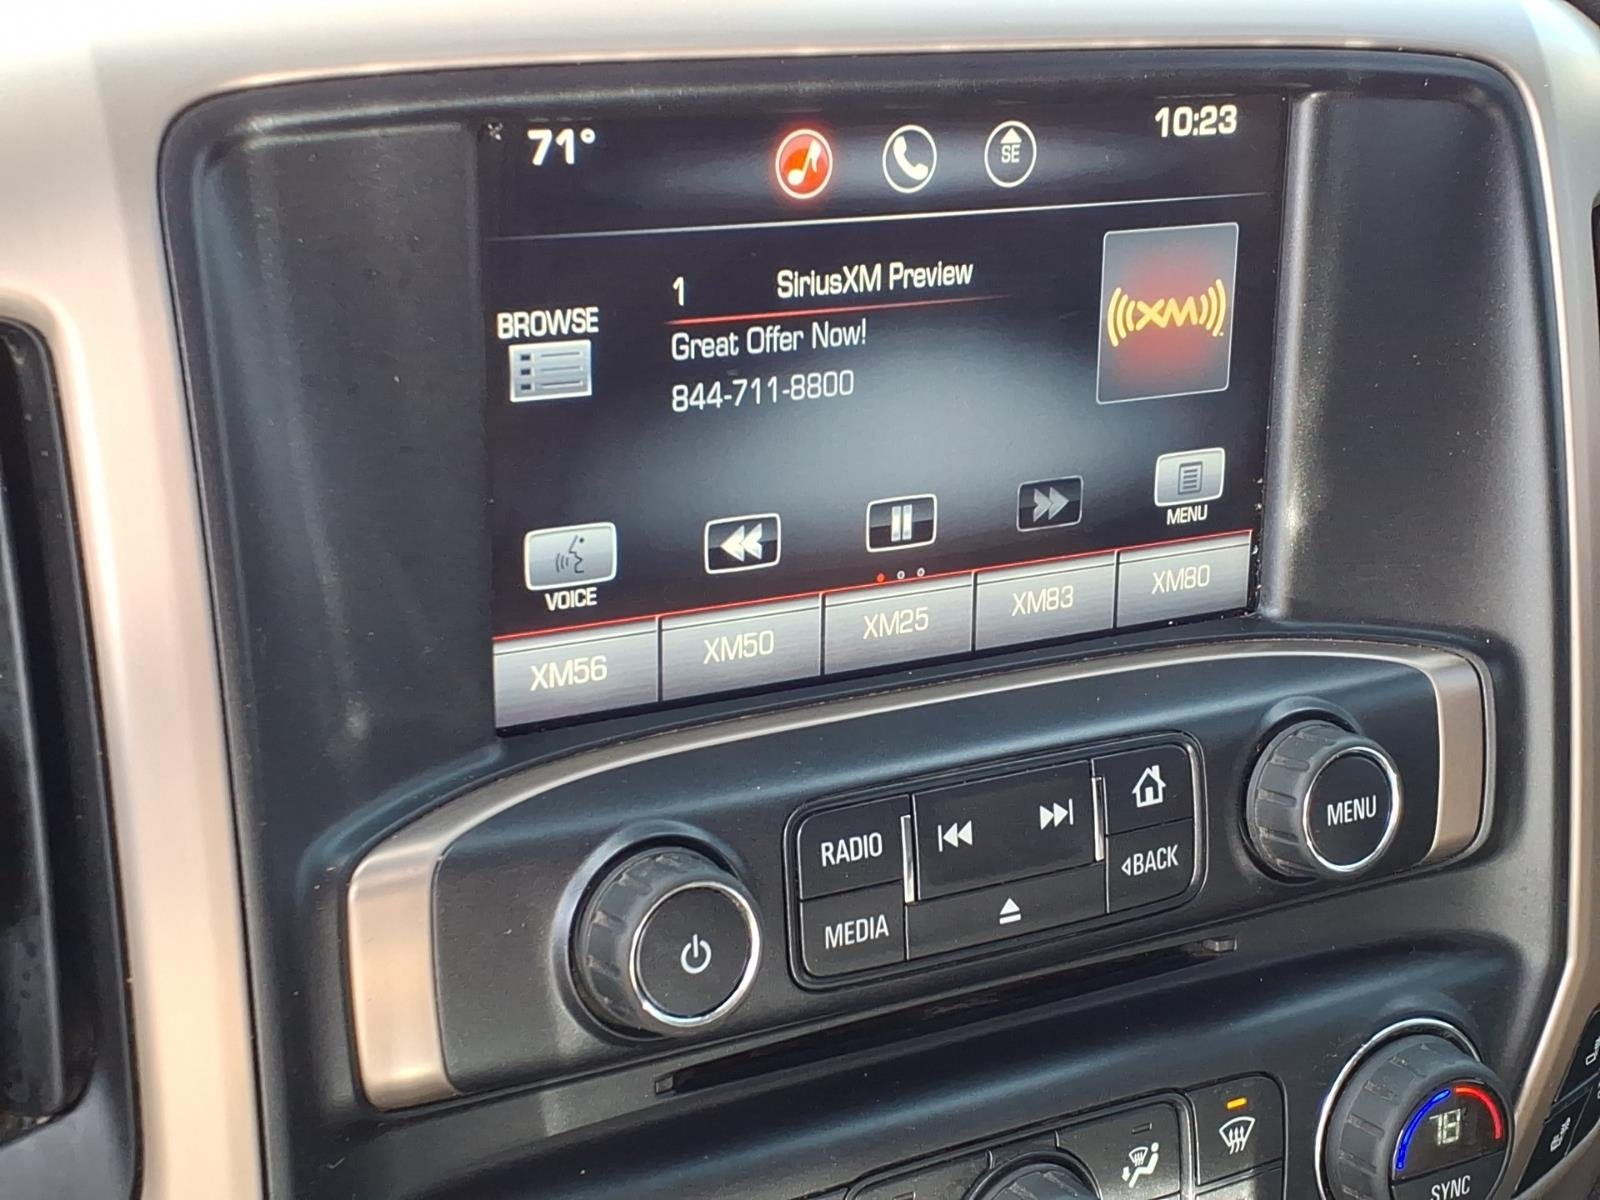 71°
SE
10:23
1 SiriusXM Preview
BROWSE
Great Offer Now!
844-711-8800
XM
VOICE
MENU
XM56 XM50 XM25 XM83 XM80
RADIO
MEDIA
BACK
MENU
78°
SYNC